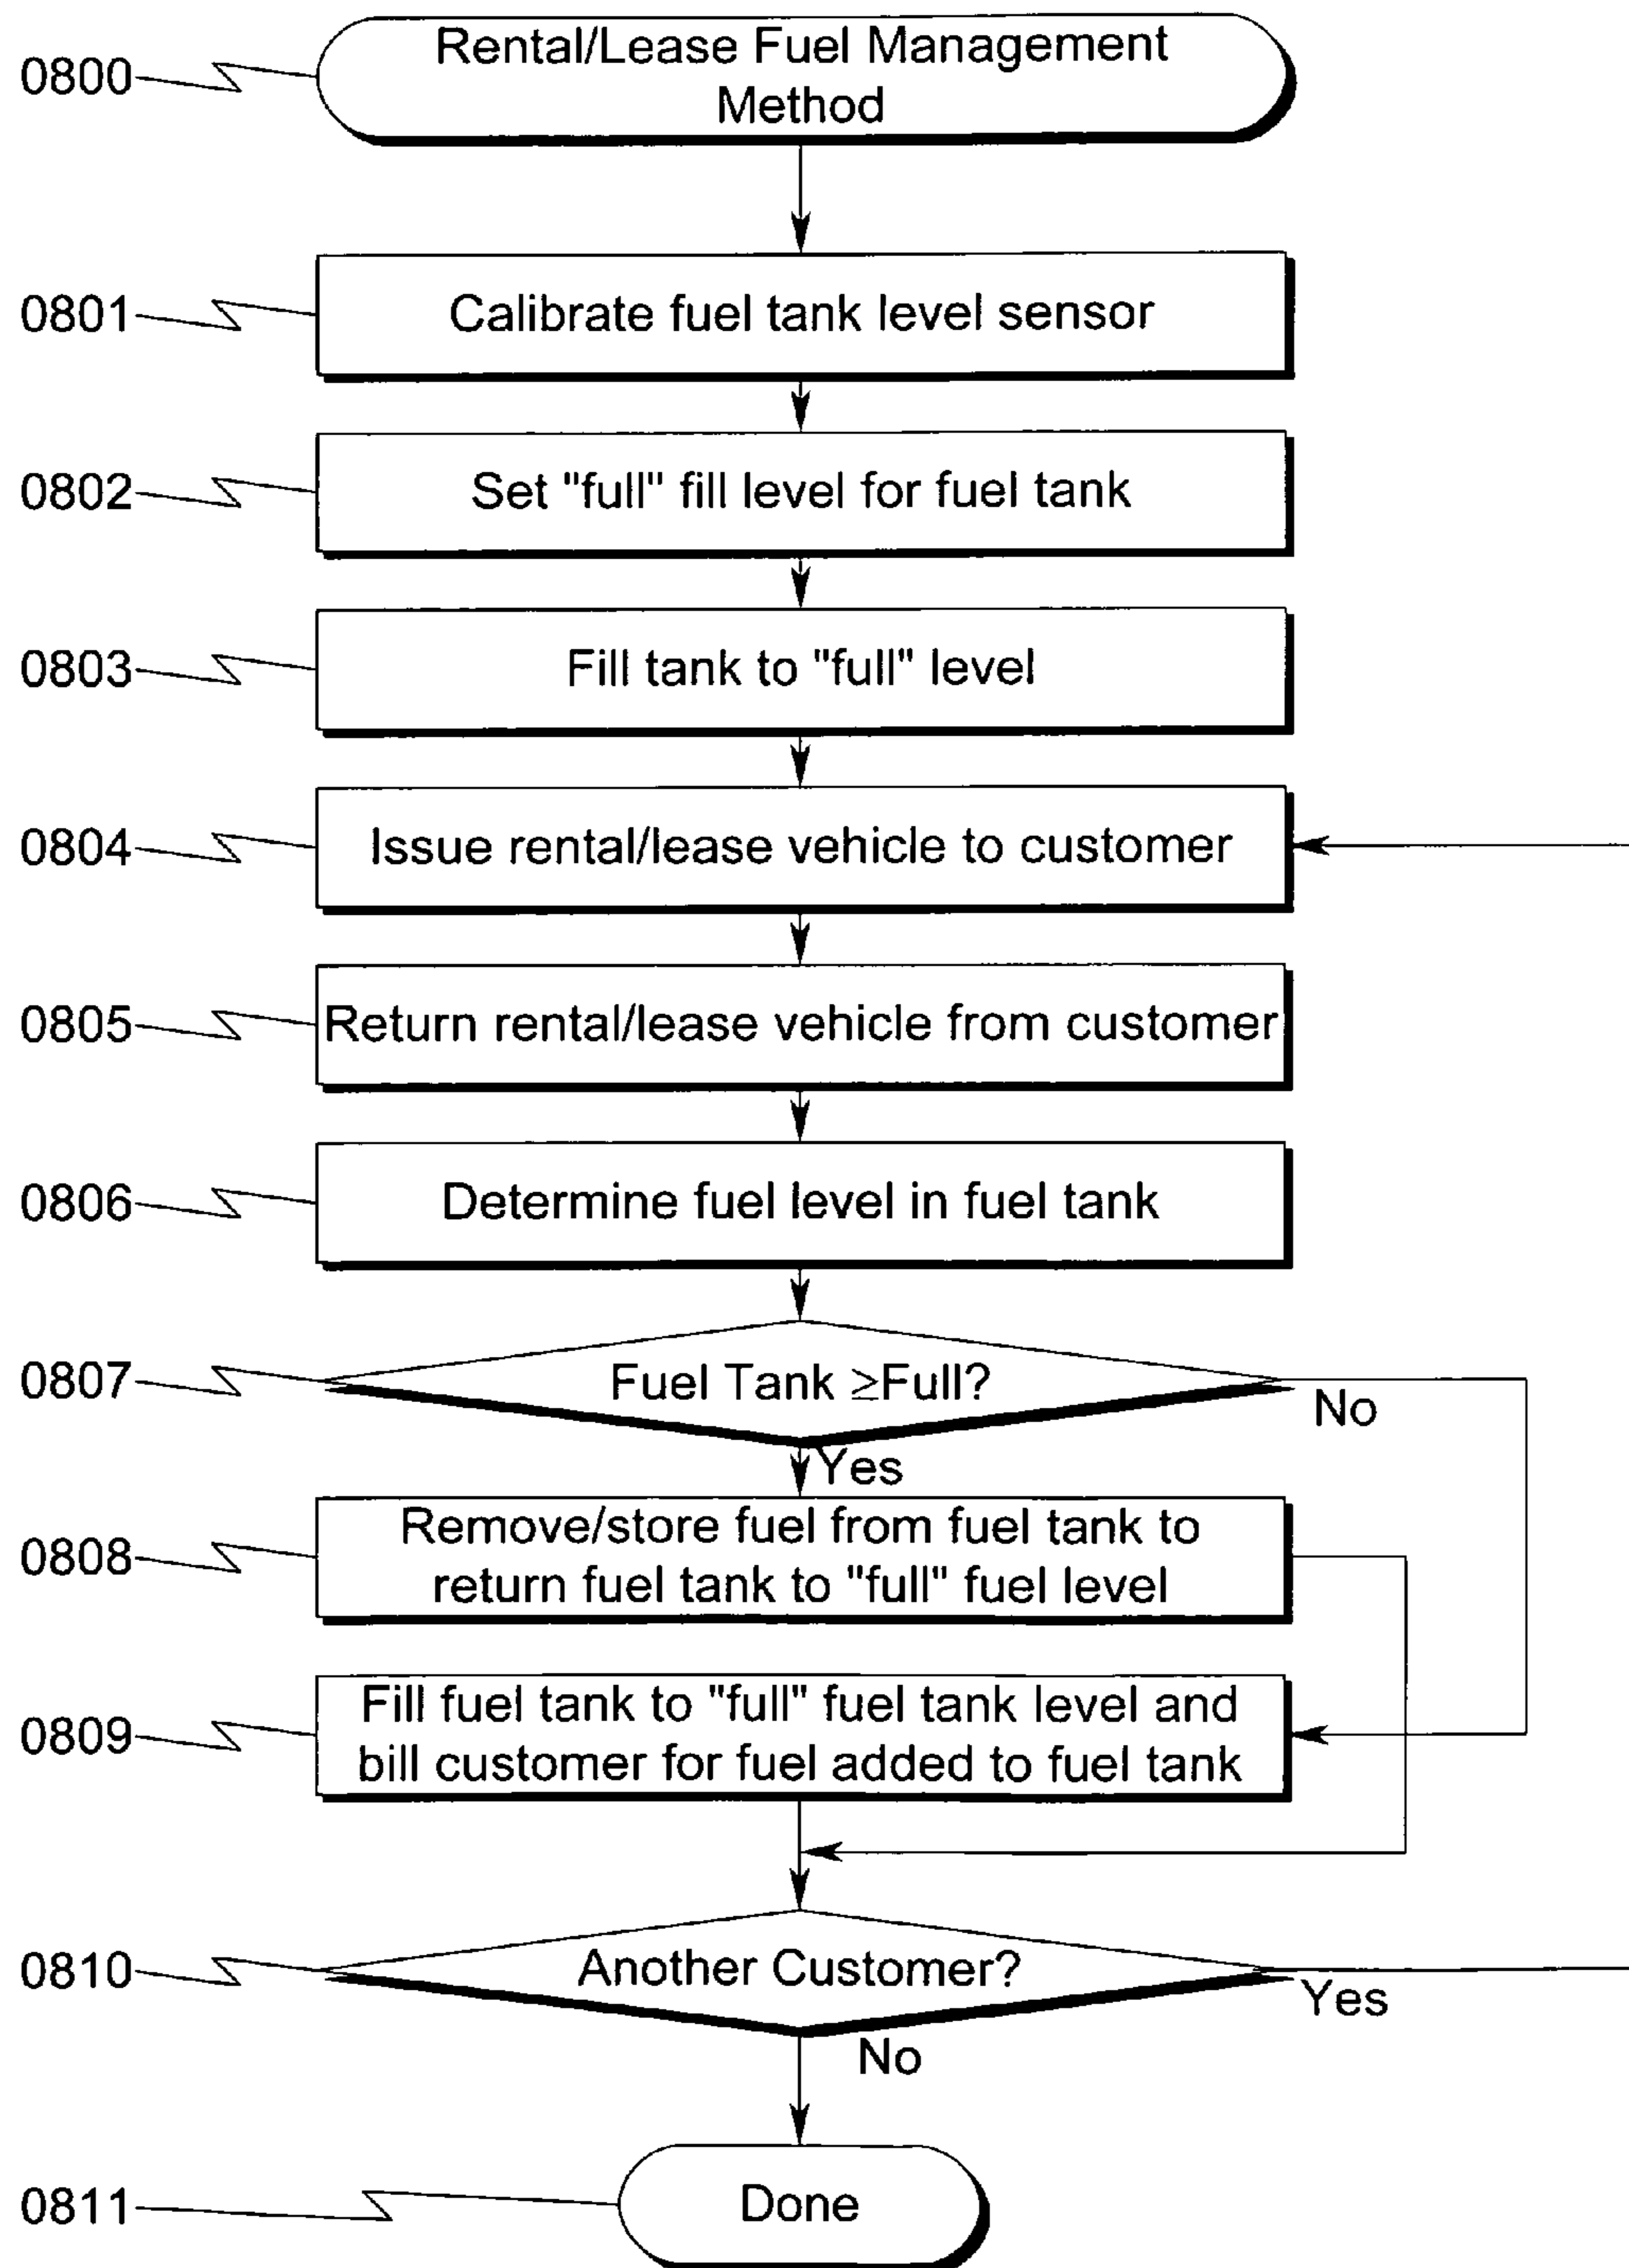 0800
Rental/Lease Fuel Management
Method
0801
Calibrate fuel tank level sensor
0802
Set "full" fill level for fuel tank
0803
Fill tank to "full" level
0804
Issue rental/lease vehicle to customer
0805
Return rental/lease vehicle from customer
0806
Determine fuel level in fuel tank
0807
Fuel Tank ≥Full?
No
Yes
0808
Remove/store fuel from fuel tank to
return fuel tank to "full" fuel level
0809
Fill fuel tank to "full" fuel tank level and
bill customer for fuel added to fuel tank
0810
Another Customer?
Yes
No
0811
Done